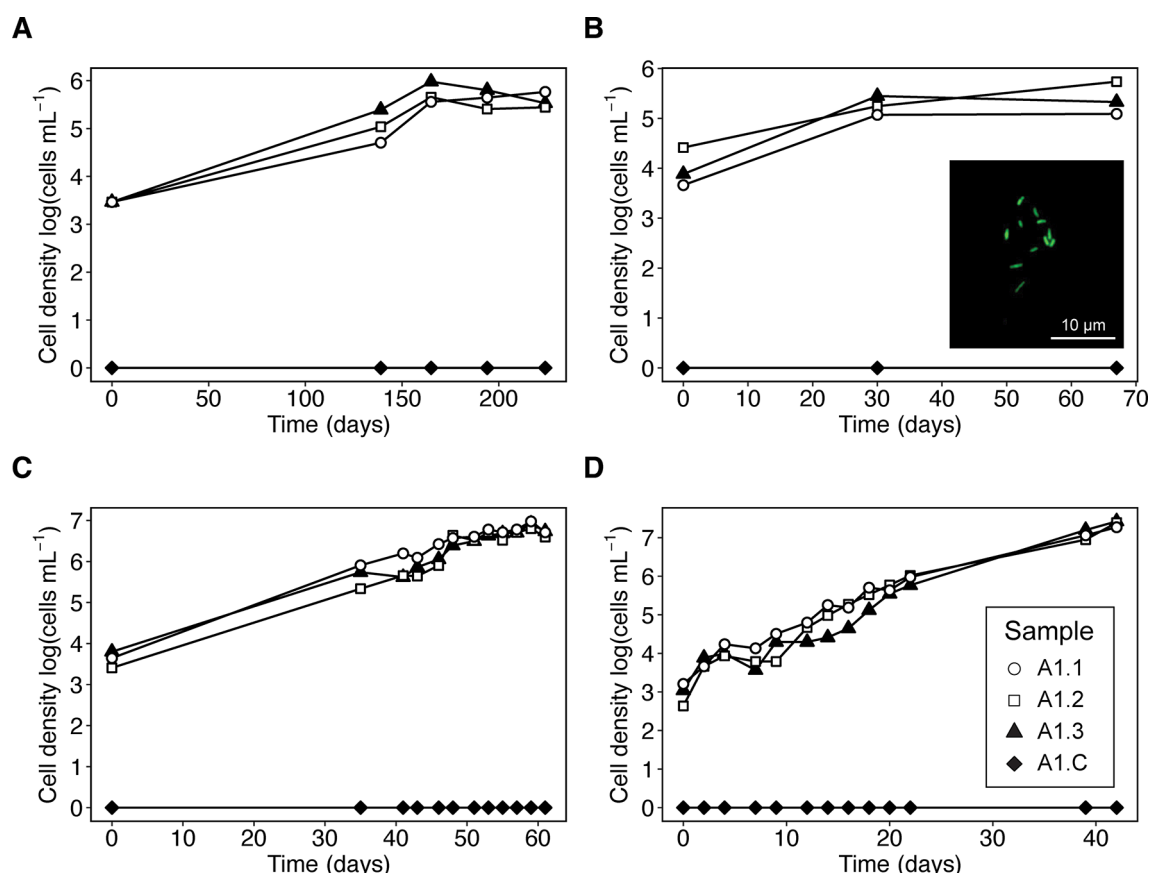 A
Cell density log(cells mL⁻¹)
6
5
4
3
2
1
0
0 50 100 150 200
Time (days)
B
Cell density log(cells mL⁻¹)
6
5
4
3
2
1
0
10 µm
0 10 20 30 40 50 60 70
Time (days)
C
Cell density log(cells mL⁻¹)
7
6
5
4
3
2
1
0
0 10 20 30 40 50 60
Time (days)
D
Cell density log(cells mL⁻¹)
7
6
5
4
3
2
1
0
Sample
A1.1
A1.2
A1.3
A1.C
0 10 20 30 40
Time (days)